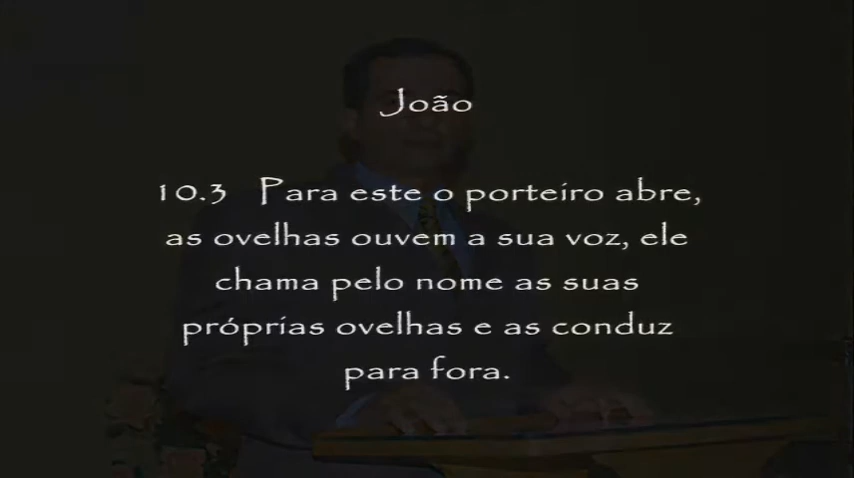 João
10.3 Para este o porteiro abre,
as ovelhas ouvem a sua voz, ele
chama pelo nome as suas
próprias ovelhas e as conduz
para fora.